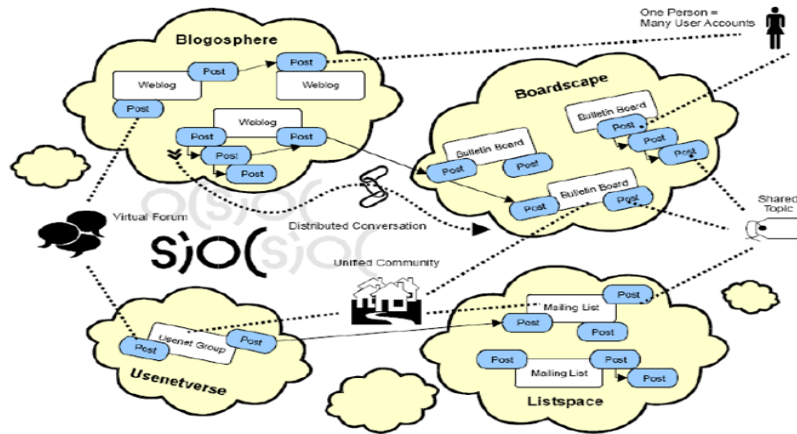 One Person =
Many User Accounts
Blogosphere
Post
Post
Weblog
Weblog
Post
Weblog
Post
Post
Post
Post
Boardscape
Bulletin Board
Post
Post
Post
Bulletin Board
Post
Post
Bulletin Board
Post
Post
Virtual Forum
Distributed Conversation
Shared
Topic
sioc
sioc
sioc
Unified Community
Usenet Group
Post
Post
Usenetverse
Post
Mailing List
Post
Post
Post
Post
Mailing List
Post
Listspace